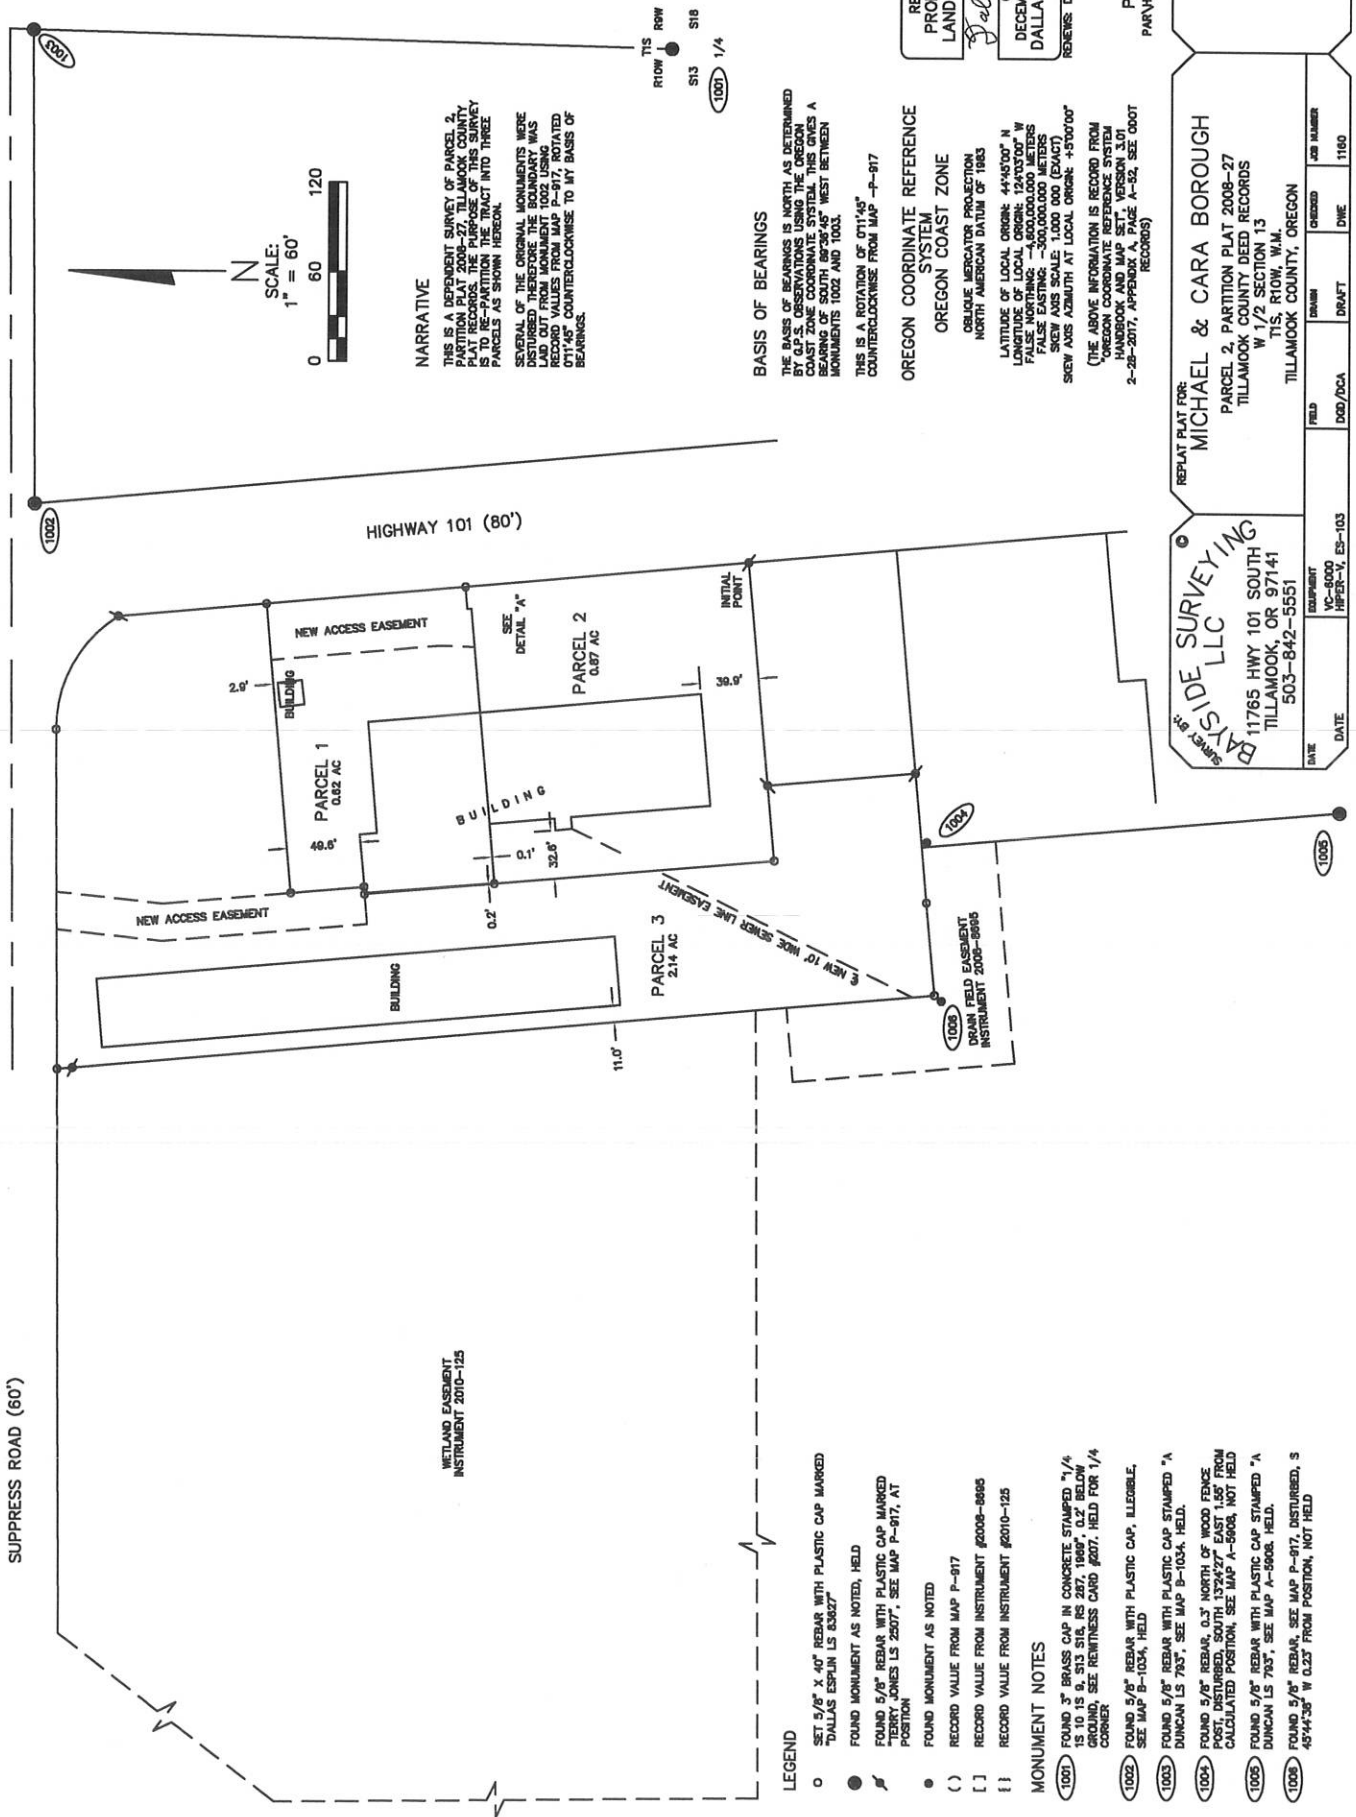 SUPPRESS ROAD (60')
1002
1003
T1S
R10W R9W
S13 S18
1001 1/4
HIGHWAY 101 (80')
N
SCALE:
1" = 60'
0 60 120
NARRATIVE
THIS IS A DEPENDENT SURVEY OF PARCEL 2,
PARTITION PLAT 2008-27, TILLAMOOK COUNTY
PLAT RECORDS. THE PURPOSE OF THIS SURVEY
IS TO RE-PARTITION THE TRACT INTO THREE
PARCELS AS SHOWN HEREON.
SEVERAL OF THE ORIGINAL MONUMENTS WERE
DISTURBED THEREFORE THE BOUNDARY WAS
LAID OUT FROM MONUMENT 1002 USING
RECORD VALUES FROM MAP P-917, ROTATED
0°11'45" COUNTERCLOCKWISE TO MY BASIS OF
BEARINGS.
BASIS OF BEARINGS
THE BASIS OF BEARINGS IS NORTH AS DETERMINED
BY G.P.S. OBSERVATIONS USING THE OREGON
COAST ZONE COORDINATE SYSTEM. THIS GIVES A
BEARING OF SOUTH 89°36'45" WEST BETWEEN
MONUMENTS 1002 AND 1003.
THIS IS A ROTATION OF 0°11'45"
COUNTERCLOCKWISE FROM MAP -P-917
OREGON COORDINATE REFERENCE
SYSTEM
OREGON COAST ZONE
OBLIQUE MERCATOR PROJECTION
NORTH AMERICAN DATUM OF 1983
LATITUDE OF LOCAL ORIGIN: 44°45'00" N
LONGITUDE OF LOCAL ORIGIN: 124°03'00" W
FALSE NORTHING: -4,600,000.000 METERS
FALSE EASTING: -300,000.000 METERS
SKEW AXIS SCALE: 1.000 000 (EXACT)
SKEW AXIS AZIMUTH AT LOCAL ORIGIN: +5°00'00"
(THE ABOVE INFORMATION IS RECORD FROM
"OREGON COORDINATE REFERENCE SYSTEM
HANDBOOK AND MAP SET", VERSION 3.01
2-28-2017, APPENDIX A, PAGE A-52, SEE ODOT
RECORDS)
NEW ACCESS EASEMENT
NEW ACCESS EASEMENT
2.9'
BUILDING
PARCEL 1
0.62 AC
49.6'
SEE
DETAIL "A"
PARCEL 2
0.87 AC
BUILDING
0.1'
32.6'
0.2'
39.9'
INITIAL
POINT
BUILDING
11.0'
PARCEL 3
2.14 AC
℄ NEW 10' WIDE SEWER LINE EASEMENT
1004
1006
DRAIN FIELD EASEMENT
INSTRUMENT 2008-8695
1005
WETLAND EASEMENT
INSTRUMENT 2010-125
LEGEND
SET 5/8" X 40" REBAR WITH PLASTIC CAP MARKED
"DALLAS ESPLIN LS 83627"
FOUND MONUMENT AS NOTED, HELD
FOUND 5/8" REBAR WITH PLASTIC CAP MARKED
"TERRY JONES LS 2507", SEE MAP P-917, AT
POSITION
FOUND MONUMENT AS NOTED
( ) RECORD VALUE FROM MAP P-917
[ ] RECORD VALUE FROM INSTRUMENT #2008-8695
{ } RECORD VALUE FROM INSTRUMENT #2010-125
MONUMENT NOTES
1001 FOUND 3" BRASS CAP IN CONCRETE STAMPED "1/4
1S 10 1S 9, S13 S18, RS 287, 1989", 0.2' BELOW
GROUND, SEE REWITNESS CARD #207. HELD FOR 1/4
CORNER
1002 FOUND 5/8" REBAR WITH PLASTIC CAP, ILLEGIBLE,
SEE MAP B-1034, HELD
1003 FOUND 5/8" REBAR WITH PLASTIC CAP STAMPED "A
DUNCAN LS 793", SEE MAP B-1034. HELD.
1004 FOUND 5/8" REBAR, 0.3' NORTH OF WOOD FENCE
POST, DISTURBED, SOUTH 13°24'27" EAST 1.55' FROM
CALCULATED POSITION, SEE MAP A-5908, NOT HELD
1005 FOUND 5/8" REBAR WITH PLASTIC CAP STAMPED "A
DUNCAN LS 793", SEE MAP A-5908. HELD.
1006 FOUND 5/8" REBAR, SEE MAP P-917, DISTURBED, S
45°44'38" W 0.23' FROM POSITION, NOT HELD
SURVEY BY:
BAYSIDE SURVEYING
LLC
11765 HWY 101 SOUTH
TILLAMOOK, OR 97141
503-842-5551
REPLAT PLAT FOR:
MICHAEL & CARA BOROUGH
PARCEL 2, PARTITION PLAT 2008-27
TILLAMOOK COUNTY DEED RECORDS
W 1/2 SECTION 13
T1S, R10W, W.M.
TILLAMOOK COUNTY, OREGON
DATE EQUIPMENT FIELD DRAWN CHECKED JOB NUMBER
DATE VC-6000 HIPER-V, ES-103 DGD/DCA DRAFT DWE 1160
RE
PRO
LAND
DECEM
DALLA
RENEWS: D
PAR\H